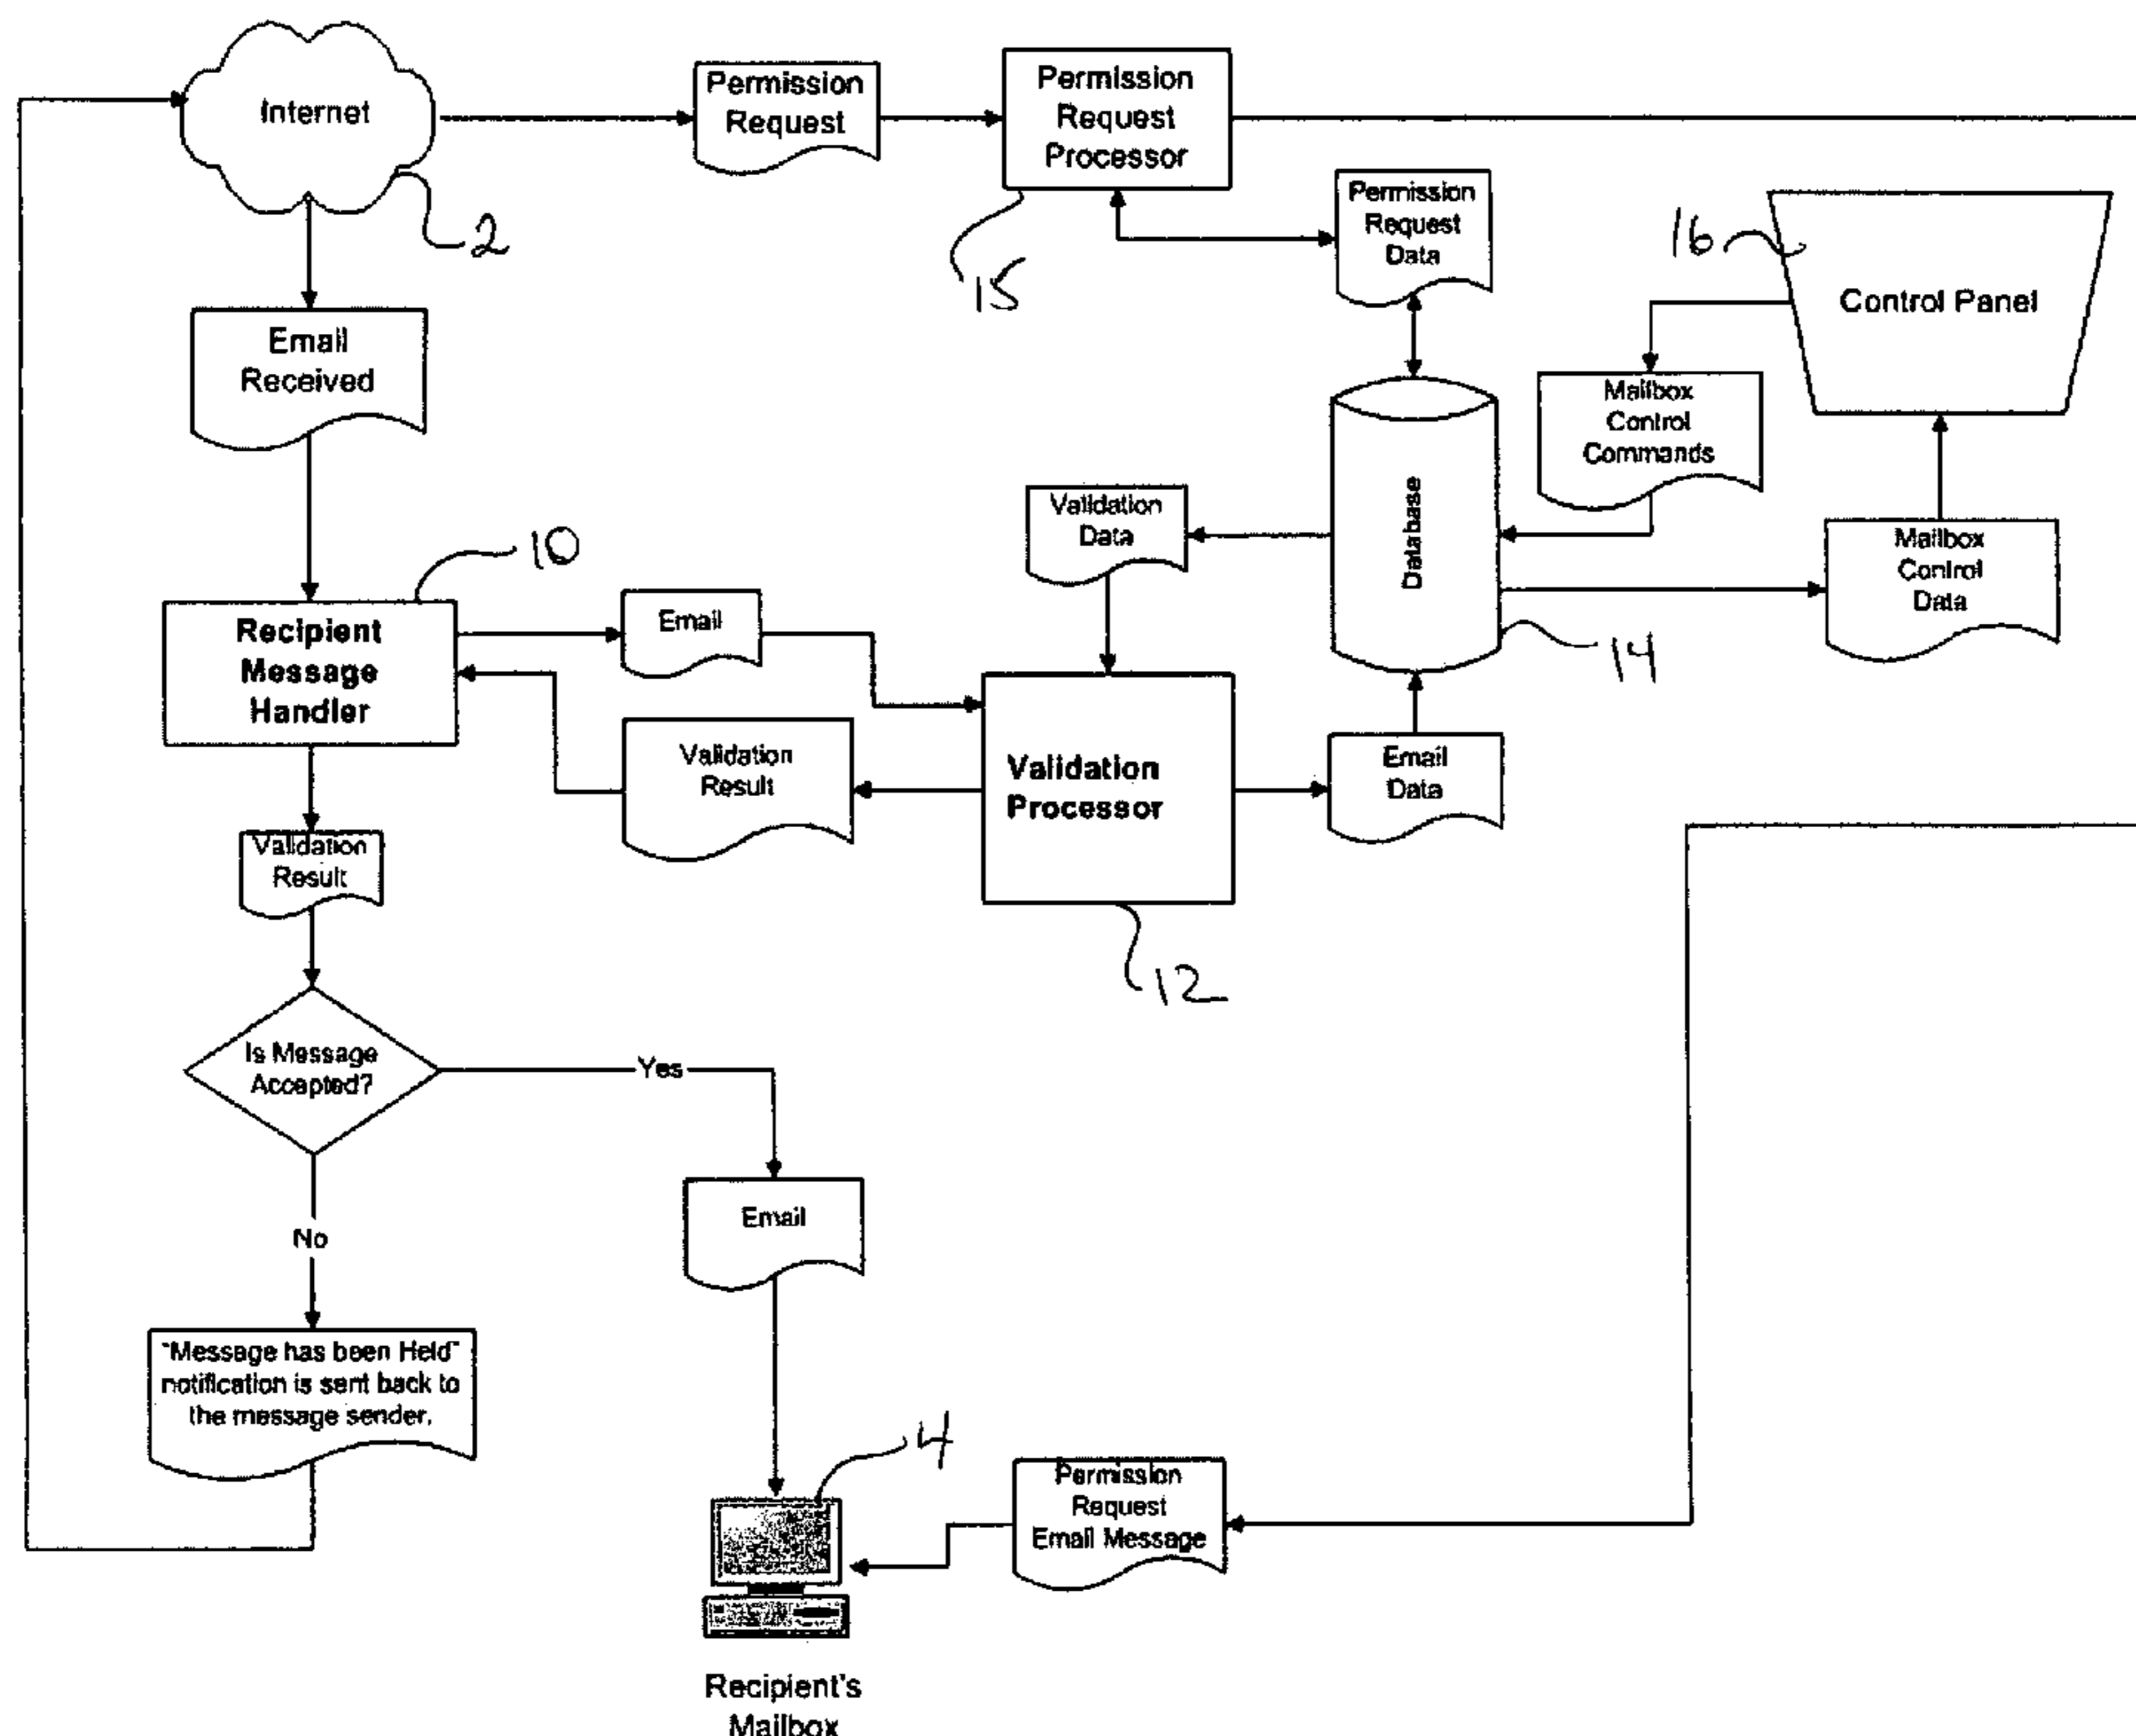 Internet
2
Permission
Request
Permission
Request
Processor
15
Permission
Request
Data
16
Control Panel
Email
Received
Mailbox
Control
Commands
Validation
Data
Database
Mailbox
Control
Data
14
10
Recipient
Message
Handler
Email
Validation
Result
Validation
Processor
12
Email
Data
Validation
Result
Is Message
Accepted?
Yes
No
Email
"Message has been Held"
notification is sent back to
the message sender.
4
Permission
Request
Email Message
Recipient's
Mailbox